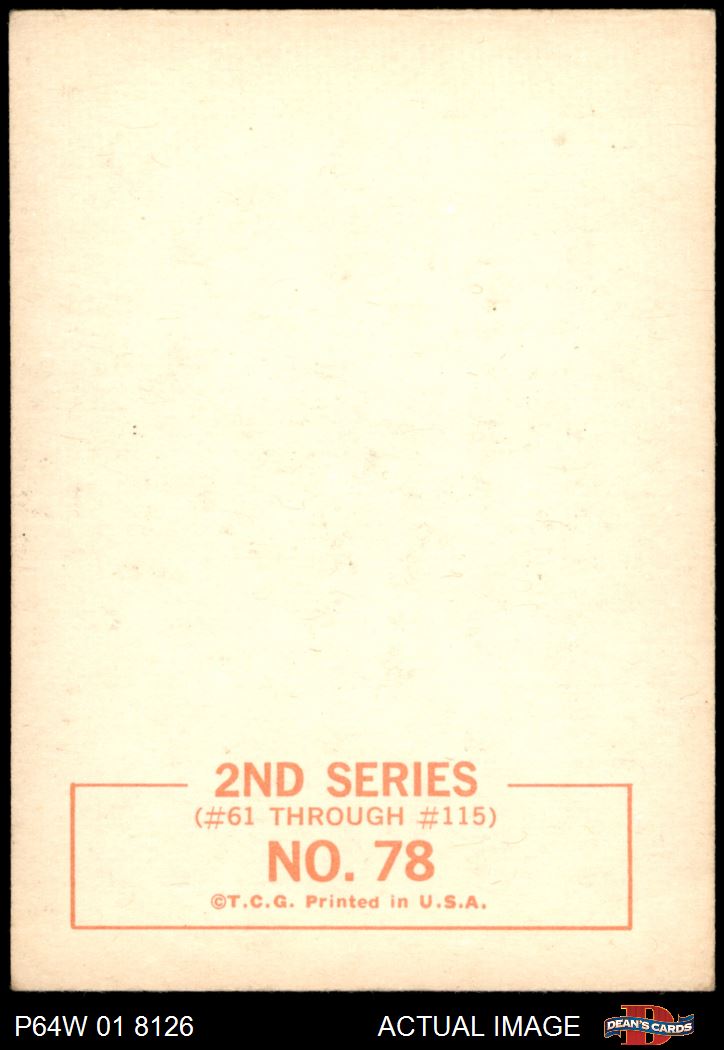 2ND SERIES
(#61 THROUGH #115)
NO. 78
©T.C.G. Printed in U.S.A.
P64W 01 8126
ACTUAL IMAGE
DEAN'S CARDS